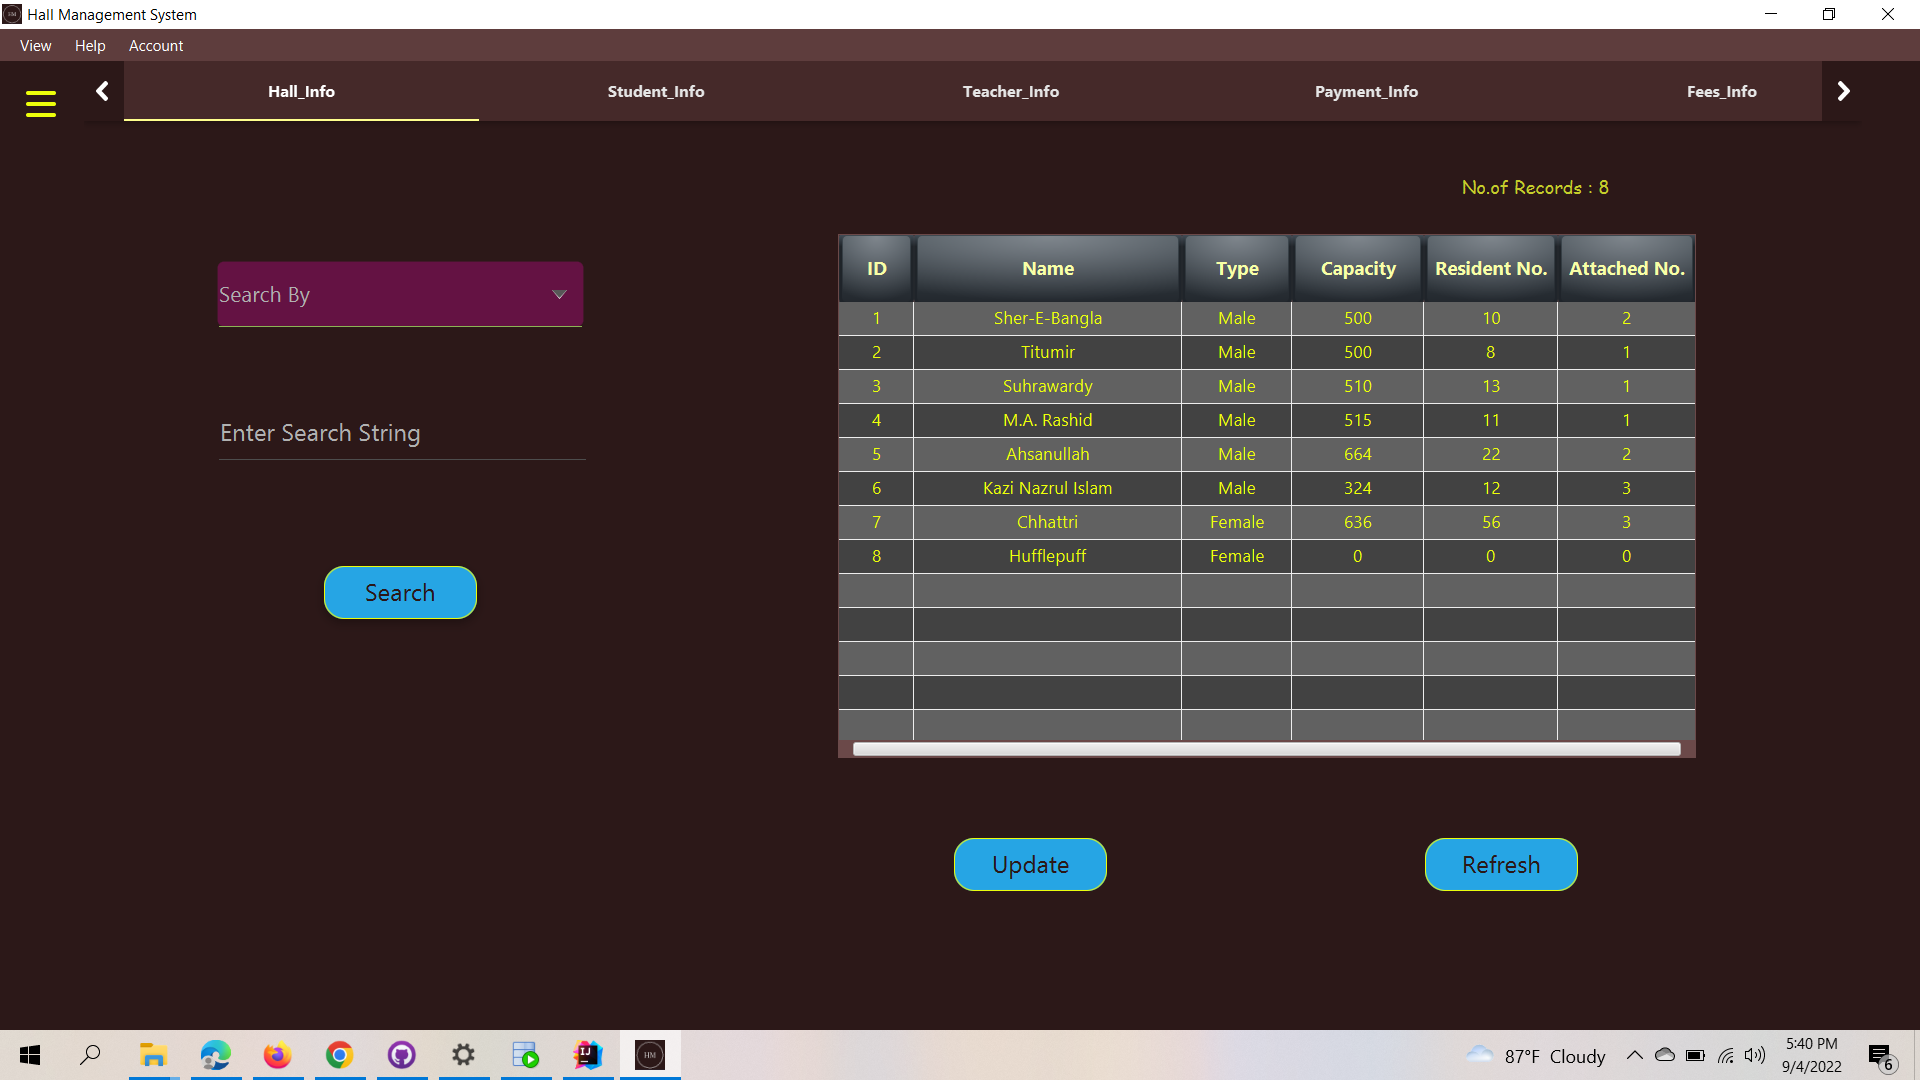 Hall Management System
View Help Account
Hall_Info Student_Info Teacher_Info Payment_Info Fees_Info
No.of Records : 8
Search By
Enter Search String
Search
ID Name Type Capacity Resident No. Attached No.
1 Sher-E-Bangla Male 500 10 2
2 Titumir Male 500 8 1
3 Suhrawardy Male 510 13 1
4 M.A. Rashid Male 515 11 1
5 Ahsanullah Male 664 22 2
6 Kazi Nazrul Islam Male 324 12 3
7 Chhattri Female 636 56 3
8 Hufflepuff Female 0 0 0
Update Refresh
IJ HM 87°F Cloudy 5:40 PM
9/4/2022 6